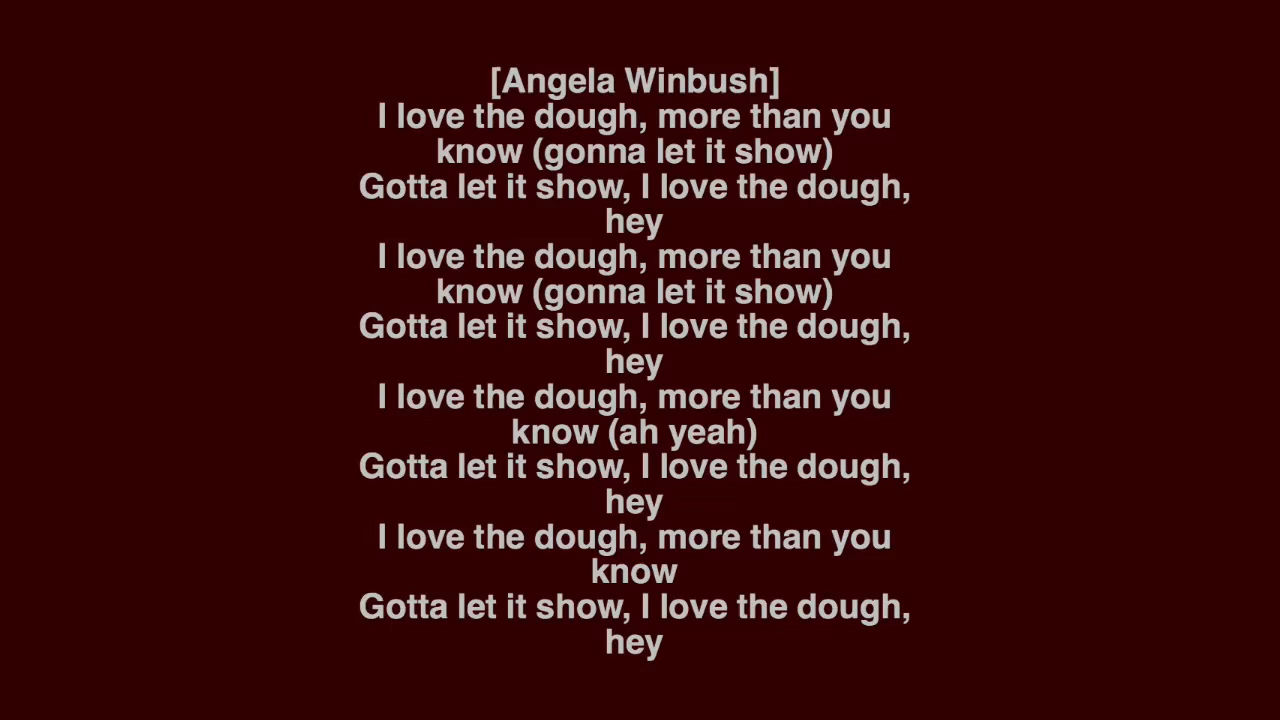 [Angela Winbush]
I love the dough, more than you
know (gonna let it show)
Gotta let it show, I love the dough,
hey
I love the dough, more than you
know (gonna let it show)
Gotta let it show, I love the dough,
hey
I love the dough, more than you
know (ah yeah)
Gotta let it show, I love the dough,
hey
I love the dough, more than you
know
Gotta let it show, I love the dough,
hey